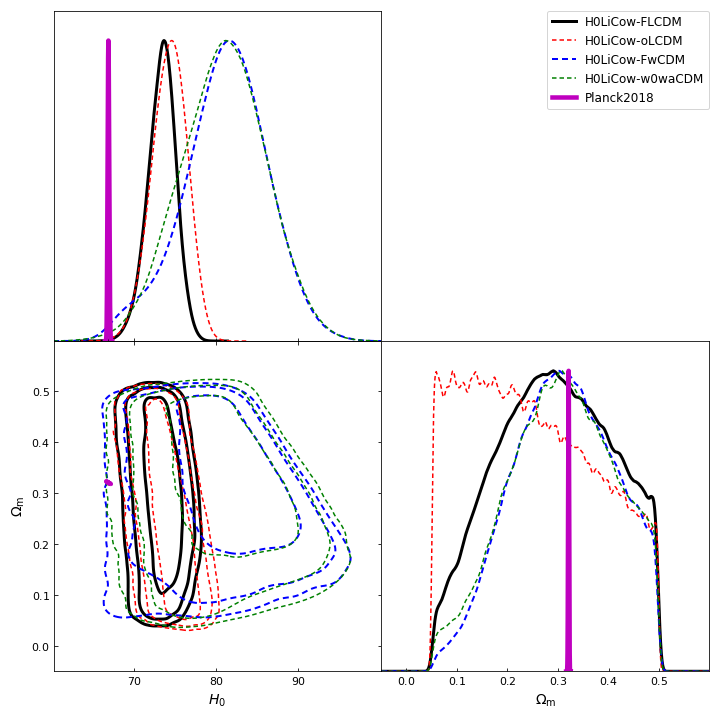 H0LiCow-FLCDM
H0LiCow-oLCDM
H0LiCow-FwCDM
H0LiCow-w0waCDM
Planck2018
0.5
0.4
0.3
0.2
0.1
0.0
Ωm
70 80 90
H0
0.0 0.1 0.2 0.3 0.4 0.5
Ωm